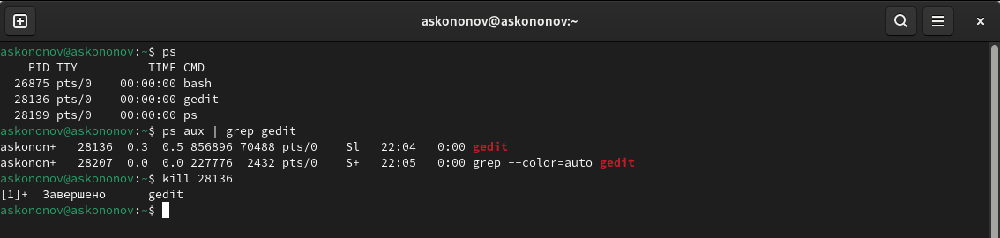 askononov@askononov:~
askononov@askononov:~$ ps
    PID TTY          TIME CMD
  26875 pts/0    00:00:00 bash
  28136 pts/0    00:00:00 gedit
  28199 pts/0    00:00:00 ps
askononov@askononov:~$ ps aux | grep gedit
askonon+   28136  0.3  0.5 856896 70488 pts/0    Sl   22:04   0:00 gedit
askonon+   28207  0.0  0.0 227776  2432 pts/0    S+   22:05   0:00 grep --color=auto gedit
askononov@askononov:~$ kill 28136
[1]+  Завершено      gedit
askononov@askononov:~$